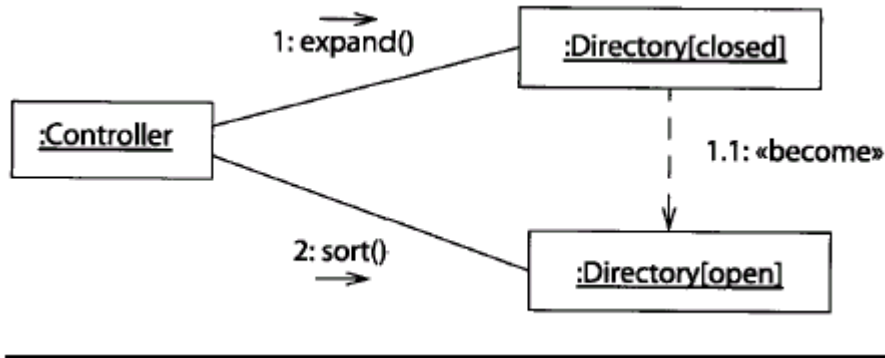 1: expand()
:Directory[closed]
:Controller
1.1: «become»
2: sort()
:Directory[open]